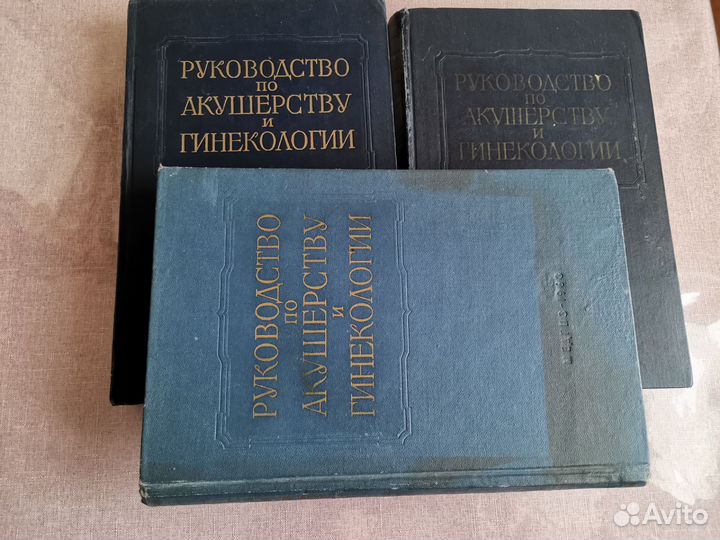 РУКОВОДСТВО
ПО
АКУШЕРСТВУ
И
ГИНЕКОЛОГИИ
РУКОВОДСТВО
ПО
АКУШЕРСТВУ
И
ГИНЕКОЛОГИИ
РУКОВОДСТВО
ПО
АКУШЕРСТВУ
И
ГИНЕКОЛОГИИ
Avito